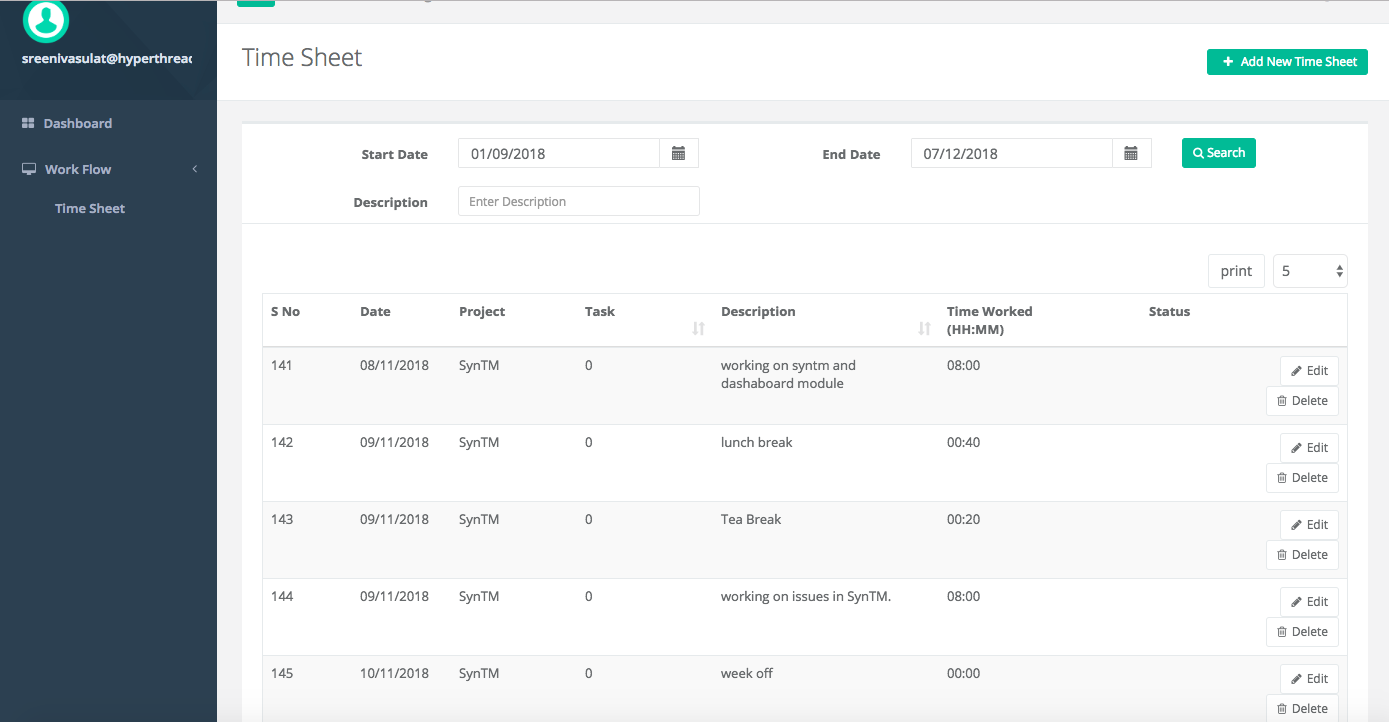 sreenivasulat@hyperthread
Time Sheet
+ Add New Time Sheet
Dashboard
Work Flow
Time Sheet
Start Date 01/09/2018 End Date 07/12/2018 Search
Description Enter Description
print 5
S No Date Project Task Description Time Worked (HH:MM) Status
141 08/11/2018 SynTM 0 working on syntm and dashaboard module 08:00 Edit
Delete
142 09/11/2018 SynTM 0 lunch break 00:40 Edit
Delete
143 09/11/2018 SynTM 0 Tea Break 00:20 Edit
Delete
144 09/11/2018 SynTM 0 working on issues in SynTM. 08:00 Edit
Delete
145 10/11/2018 SynTM 0 week off 00:00 Edit
Delete